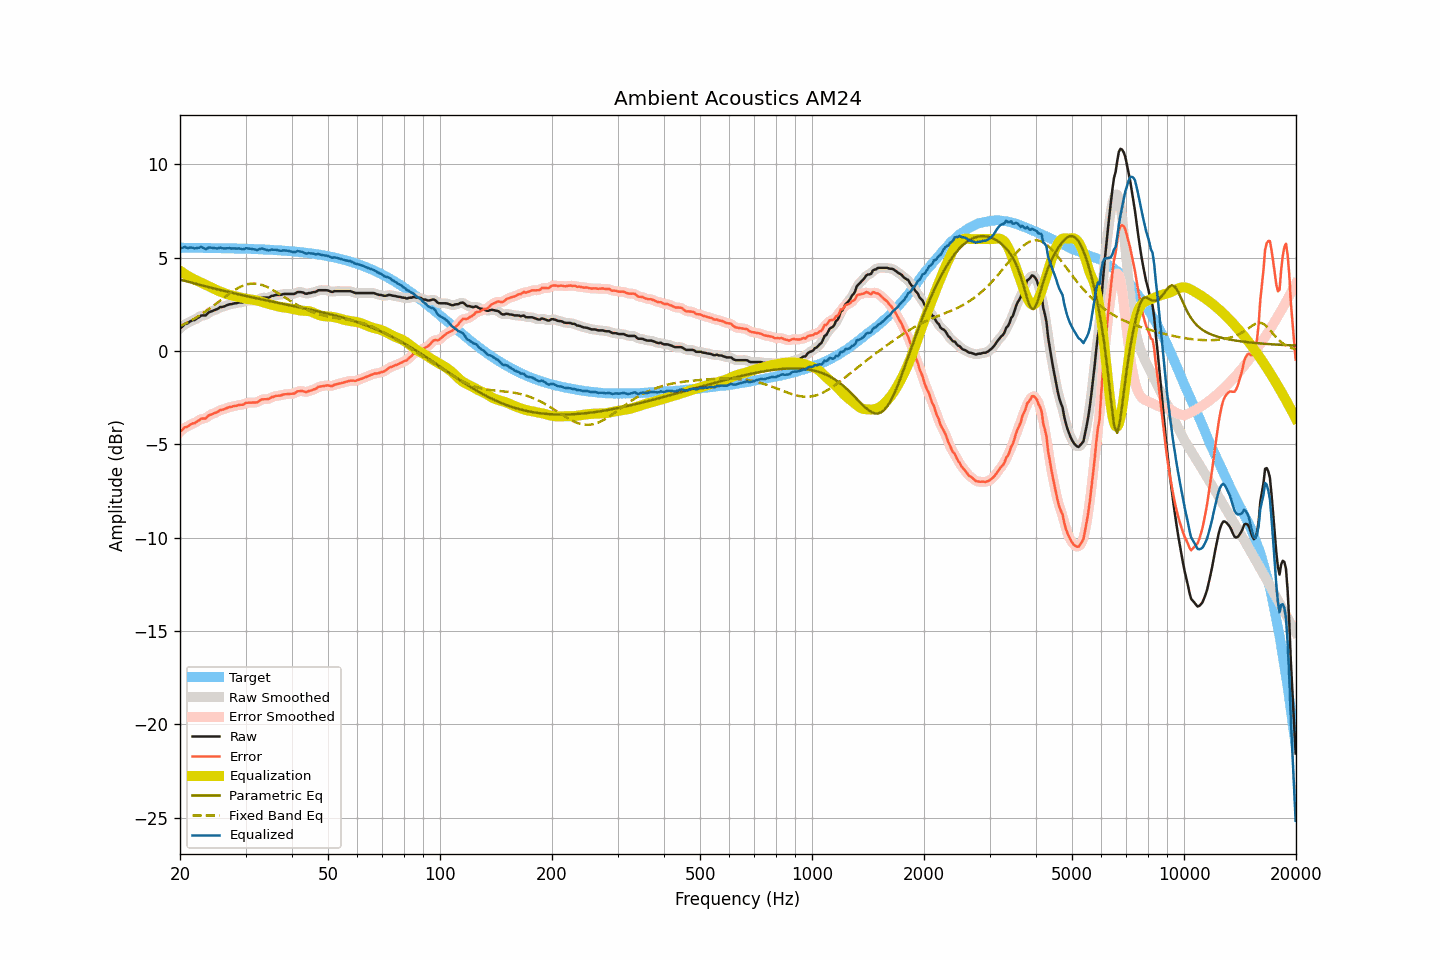 Ambient Acoustics AM24
10
5
0
−5
−10
−15
−20
−25
Amplitude (dBr)
Target
Raw Smoothed
Error Smoothed
Raw
Error
Equalization
Parametric Eq
Fixed Band Eq
Equalized
20 50 100 200 500 1000 2000 5000 10000 20000
Frequency (Hz)